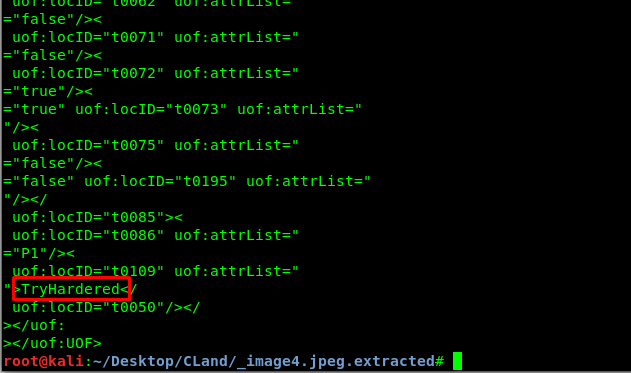 uof:locID="t0062" uof:attrList="
="false"/><
uof:locID="t0071" uof:attrList="
="false"/><
uof:locID="t0072" uof:attrList="
="true"/><
="true" uof:locID="t0073" uof:attrList="
"/><
uof:locID="t0075" uof:attrList="
="false"/><
="false" uof:locID="t0195" uof:attrList="
"/></
uof:locID="t0085"><
uof:locID="t0086" uof:attrList="
="P1"/><
uof:locID="t0109" uof:attrList="
">TryHardered</
uof:locID="t0050"/></
></uof:
></uof:UOF>
root@kali:~/Desktop/CLand/_image4.jpeg.extracted#